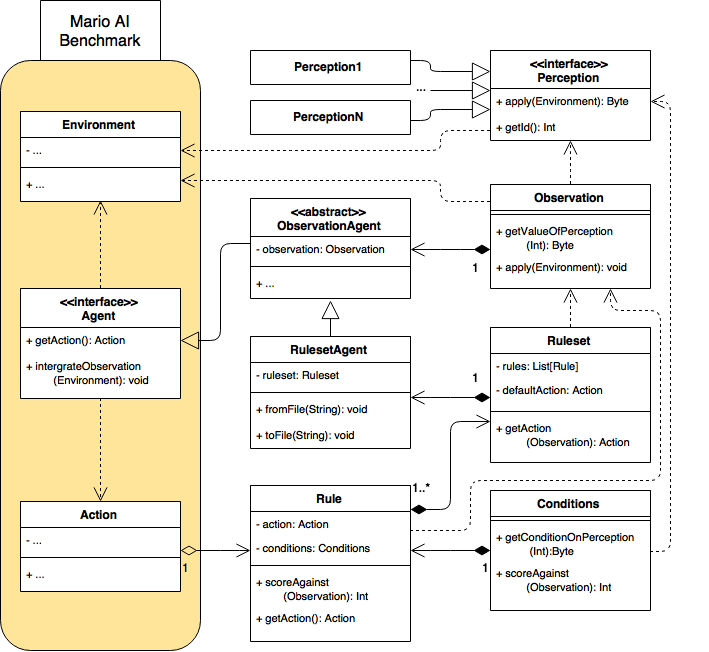 Mario AI
Benchmark
Environment
- ...
+ ...
<<interface>>
Agent
+ getAction(): Action
+ intergrateObservation
(Environment): void
Action
- ...
+ ...
1
Perception1
...
PerceptionN
<<interface>>
Perception
+ apply(Environment): Byte
+ getId(): Int
<<abstract>>
ObservationAgent
- observation: Observation
+ ...
1
Observation
+ getValueOfPerception
(Int): Byte
+ apply(Environment): void
RulesetAgent
- ruleset: Ruleset
+ fromFile(String): void
+ toFile(String): void
1
Ruleset
- rules: List[Rule]
- defaultAction: Action
+ getAction
(Observation): Action
Rule
- action: Action
- conditions: Conditions
+ scoreAgainst
(Observation): Int
+ getAction(): Action
1..*
1
Conditions
+ getConditionOnPerception
(Int):Byte
+ scoreAgainst
(Observation): Int